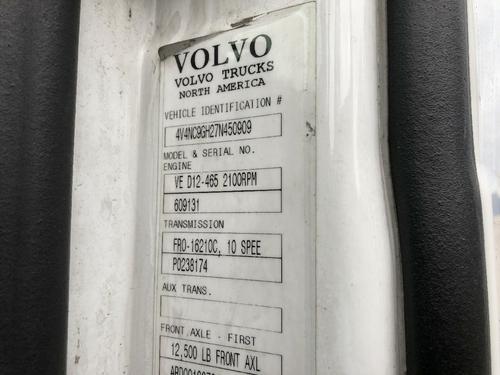 VOLVO
VOLVO TRUCKS
NORTH AMERICA
VEHICLE IDENTIFICATION #
4V4NC9GH27N450909
MODEL & SERIAL NO.
ENGINE
VE D12-465 2100RPM
609131
TRANSMISSION
FRO-16210C, 10 SPEE
P0238174
AUX TRANS.
FRONT AXLE - FIRST
12,500 LB FRONT AXL